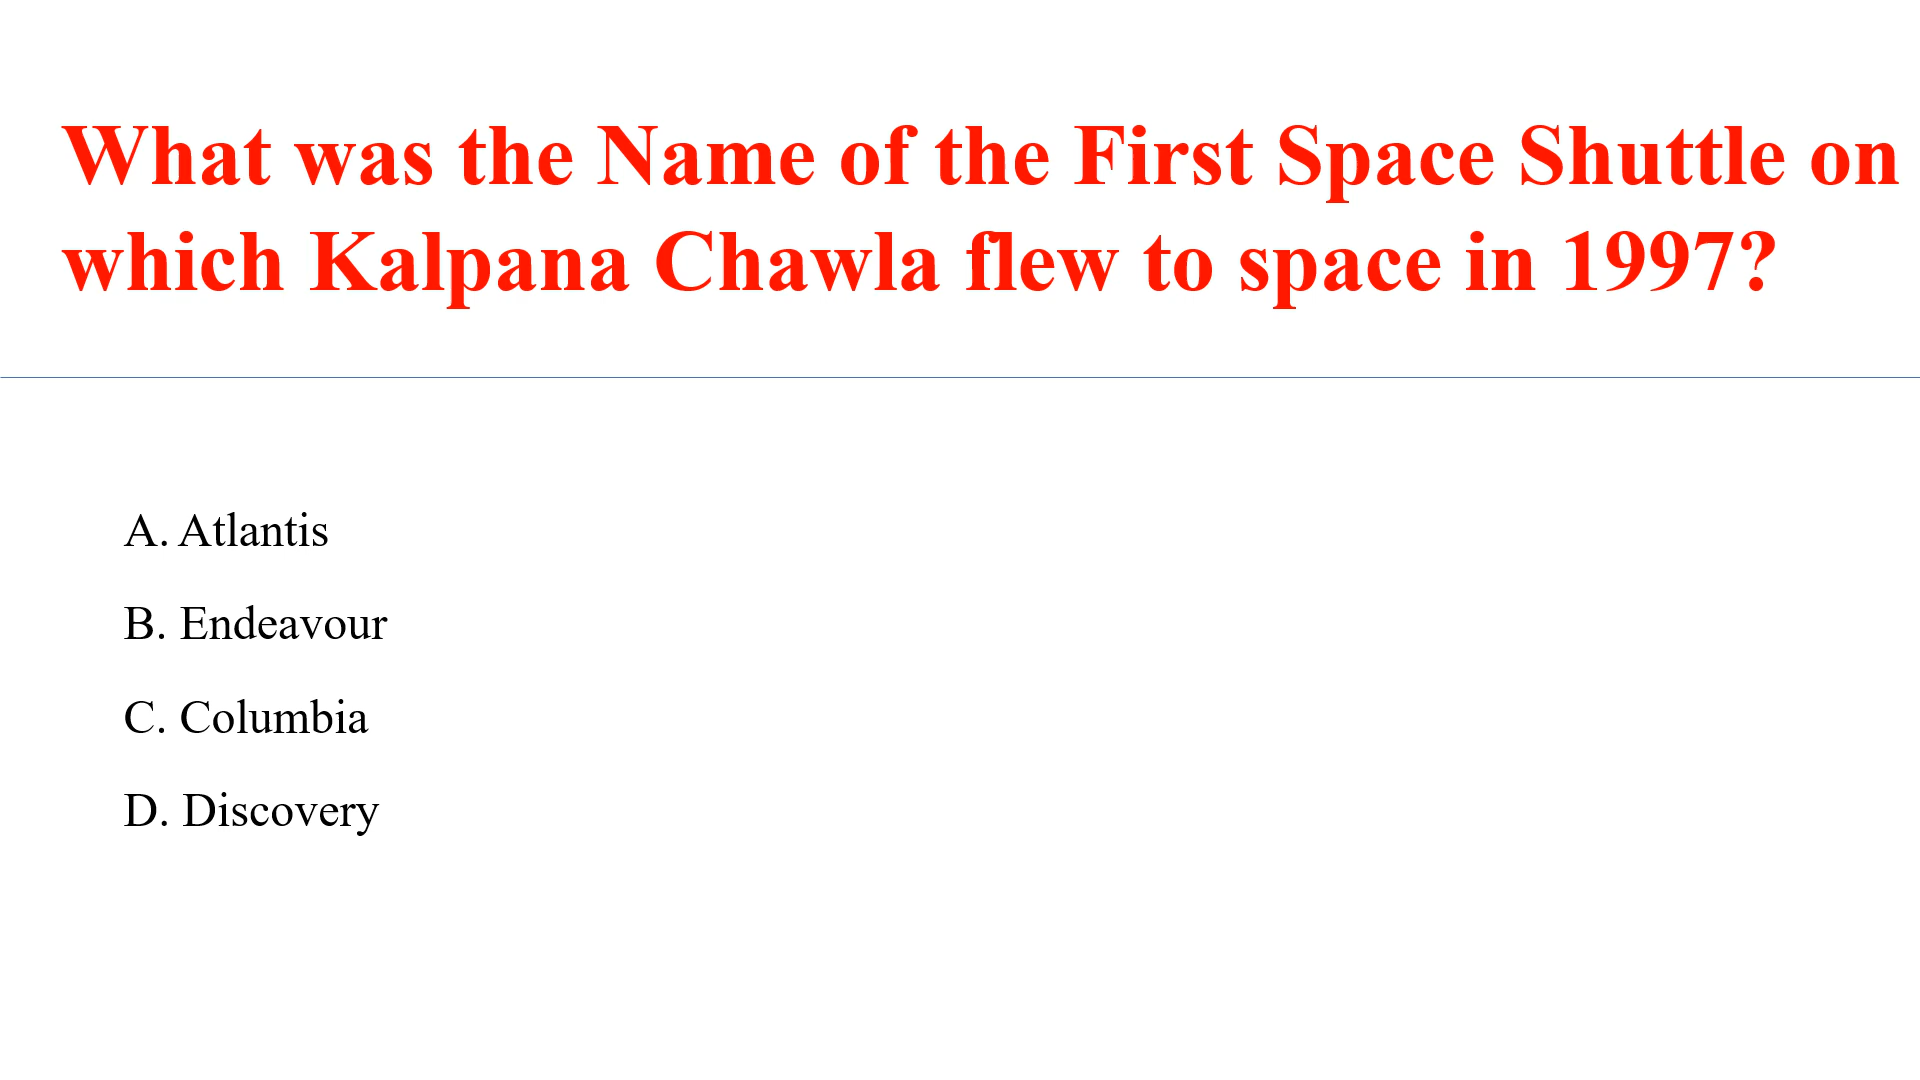 What was the Name of the First Space Shuttle on
which Kalpana Chawla flew to space in 1997?
A. Atlantis
B. Endeavour
C. Columbia
D. Discovery